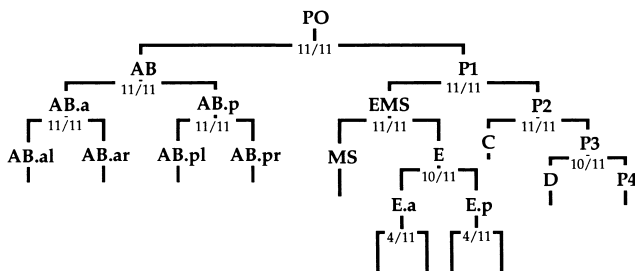 PO
11/11
AB P1
11/11 11/11
AB.a AB.p EMS P2
11/11 11/11 11/11 11/11
AB.al AB.ar AB.pl AB.pr MS E C P3
10/11 10/11
D P4
E.a E.p
4/11 4/11